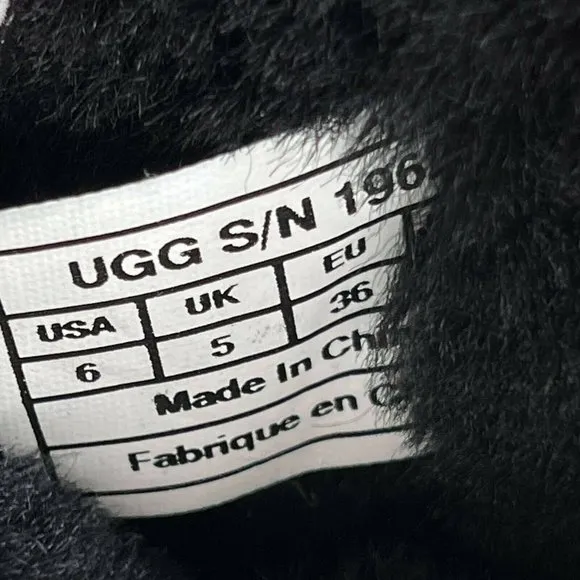 UGG S/N 196
USA UK EU
6 5 36
Made In Chi
Fabrique en C